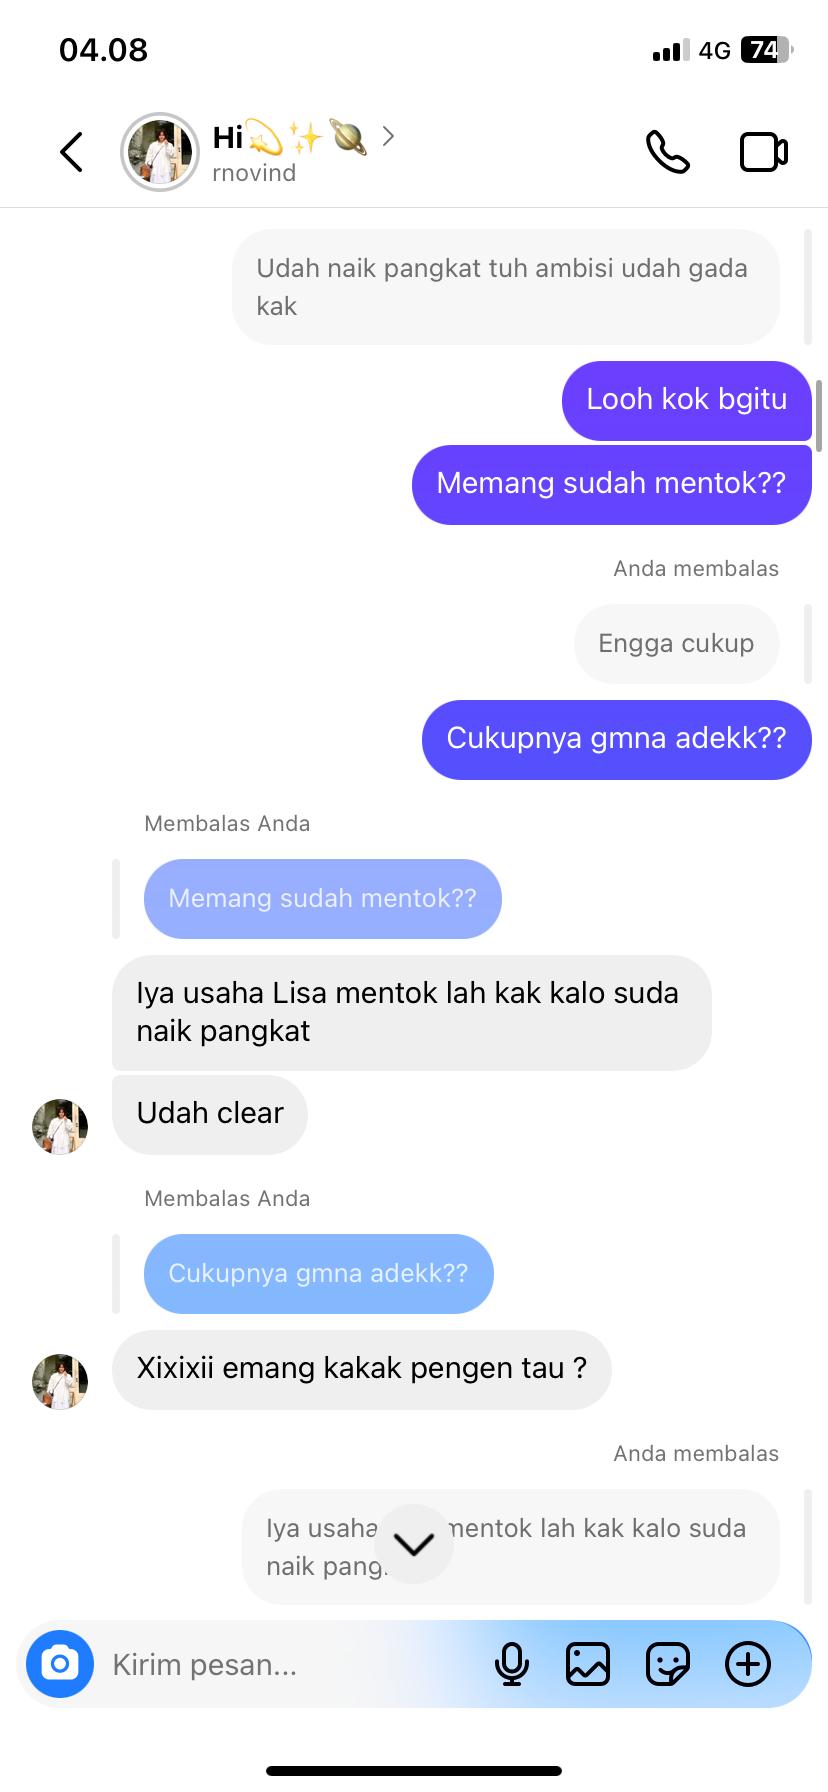 04.08
4G 74
Hi💫✨🪐
rnovind
Udah naik pangkat tuh ambisi udah gada
kak
Looh kok bgitu
Memang sudah mentok??
Anda membalas
Engga cukup
Cukupnya gmna adekk??
Membalas Anda
Memang sudah mentok??
Iya usaha Lisa mentok lah kak kalo suda
naik pangkat
Udah clear
Membalas Anda
Cukupnya gmna adekk??
Xixixii emang kakak pengen tau ?
Anda membalas
Iya usaha mentok lah kak kalo suda
naik
Kirim pesan...